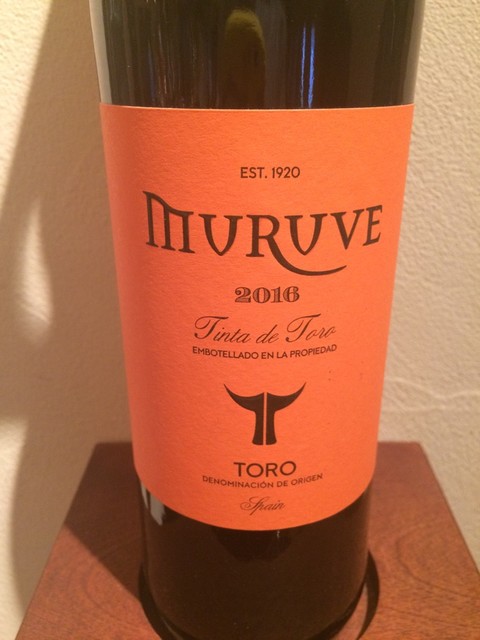 EST. 1920
MURUVE
2016
Tinta de Toro
EMBOTELLADO EN LA PROPIEDAD
TORO
DENOMINACIÓN DE ORIGEN
Spain